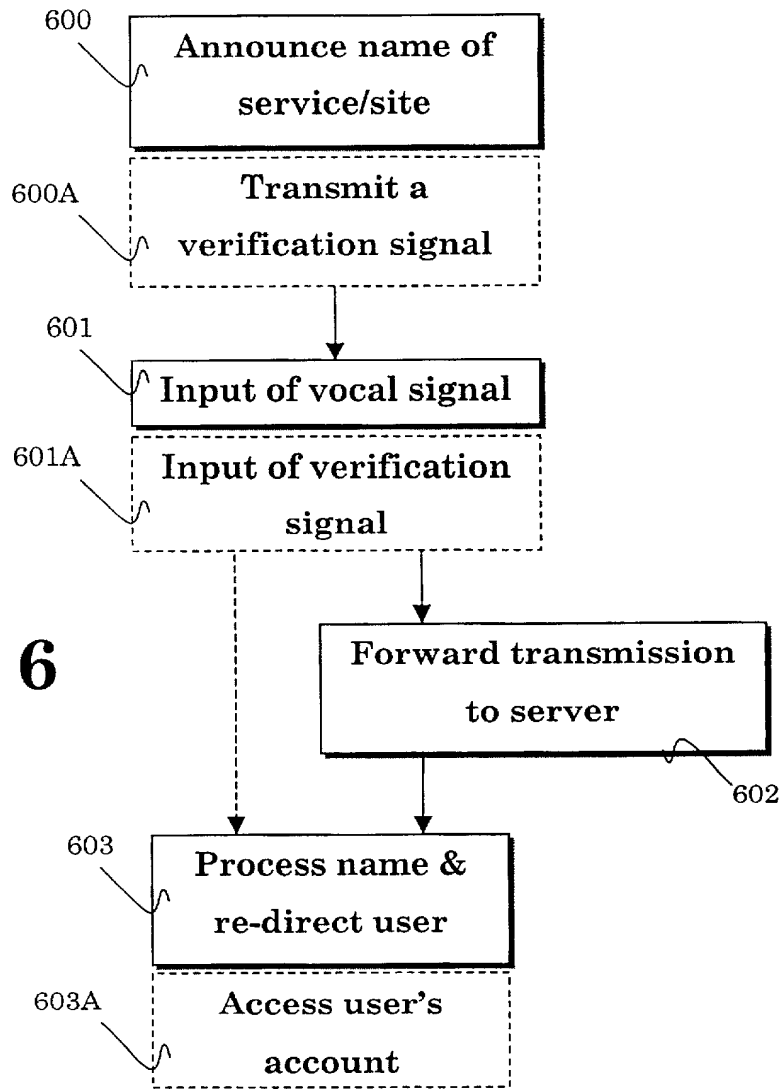 600
Announce name of
service/site
600A
Transmit a
verification signal
601
Input of vocal signal
601A
Input of verification
signal
6
Forward transmission
to server
602
603
Process name &
re-direct user
603A
Access user's
account